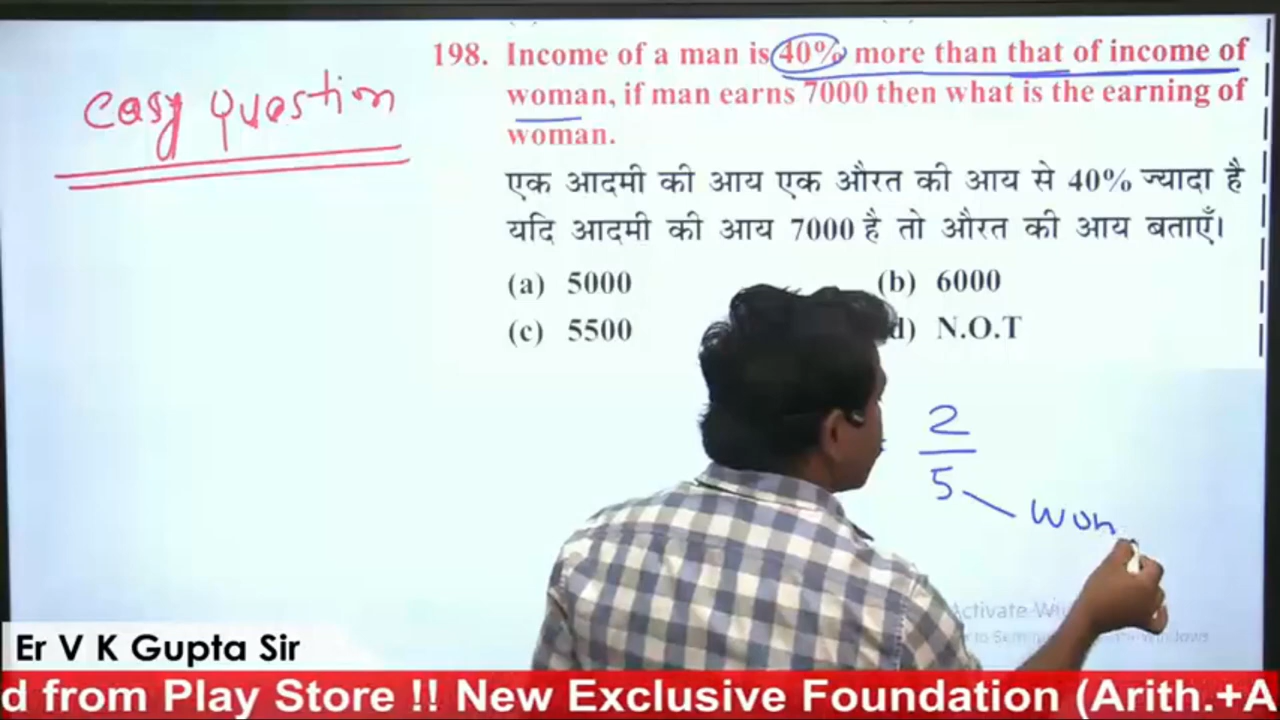 Easy Question
198. Income of a man is 40% more than that of income of
woman, if man earns 7000 then what is the earning of
woman.
एक आदमी की आय एक औरत की आय से 40% ज्यादा है
यदि आदमी की आय 7000 है तो औरत की आय बताएँ।
(a) 5000 (b) 6000
(c) 5500 d) N.O.T
2
5
Wom
Activate Wi
Er V K Gupta Sir
d from Play Store !! New Exclusive Foundation (Arith.+A